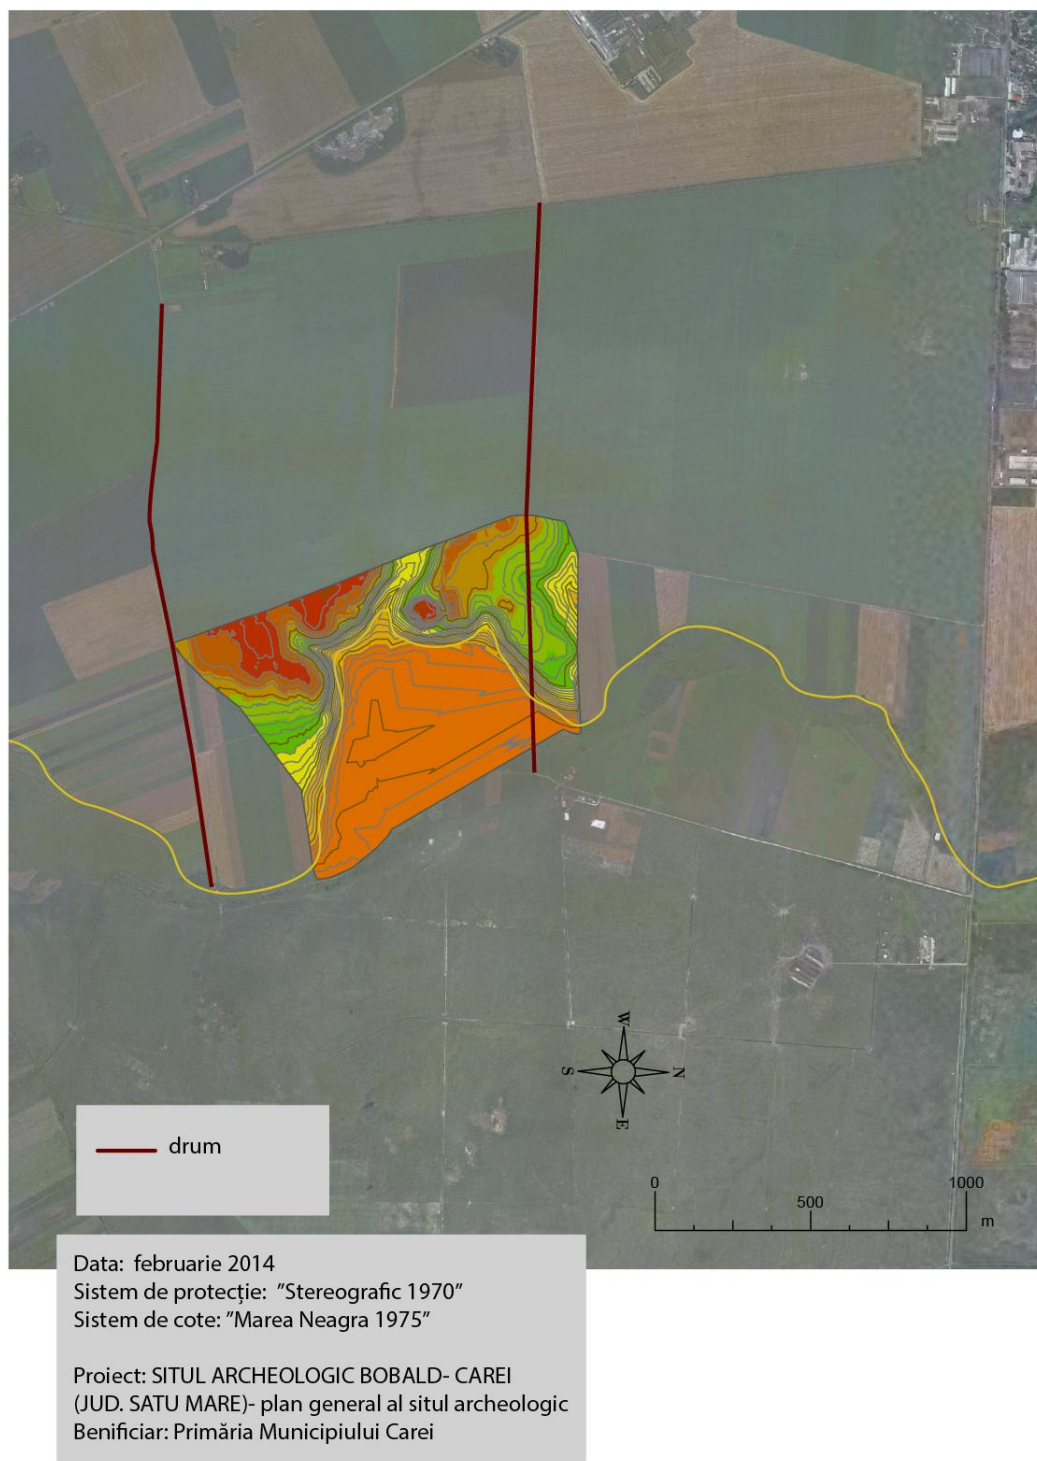 W
S
N
E
0
1000
500
m
drum
Data: februarie 2014
Sistem de protecție: "Stereografic 1970"
Sistem de cote: "Marea Neagra 1975"
Proiect: SITUL ARCHEOLOGIC BOBALD- CAREI
(JUD. SATU MARE)- plan general al situl archeologic
Benificiar: Primăria Municipiului Carei